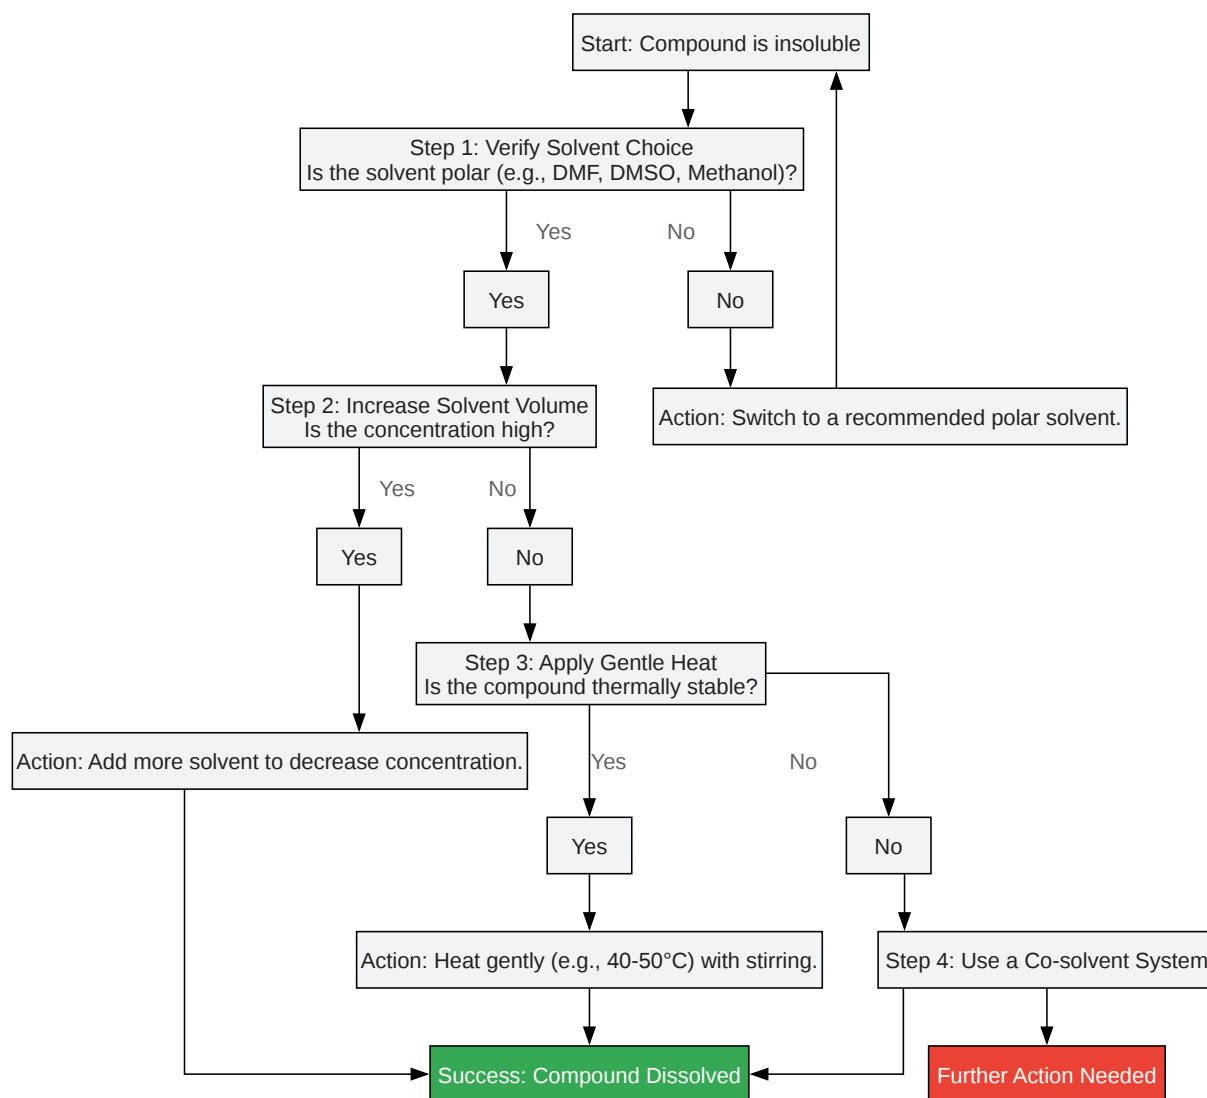 Start: Compound is insoluble
Step 1: Verify Solvent Choice
Is the solvent polar (e.g., DMF, DMSO, Methanol)?
Yes
No
Yes
No
Step 2: Increase Solvent Volume
Is the concentration high?
Action: Switch to a recommended polar solvent.
Yes
No
Yes
No
Step 3: Apply Gentle Heat
Is the compound thermally stable?
Action: Add more solvent to decrease concentration.
Yes
No
Yes
No
Action: Heat gently (e.g., 40-50°C) with stirring.
Step 4: Use a Co-solvent System
Success: Compound Dissolved
Further Action Needed